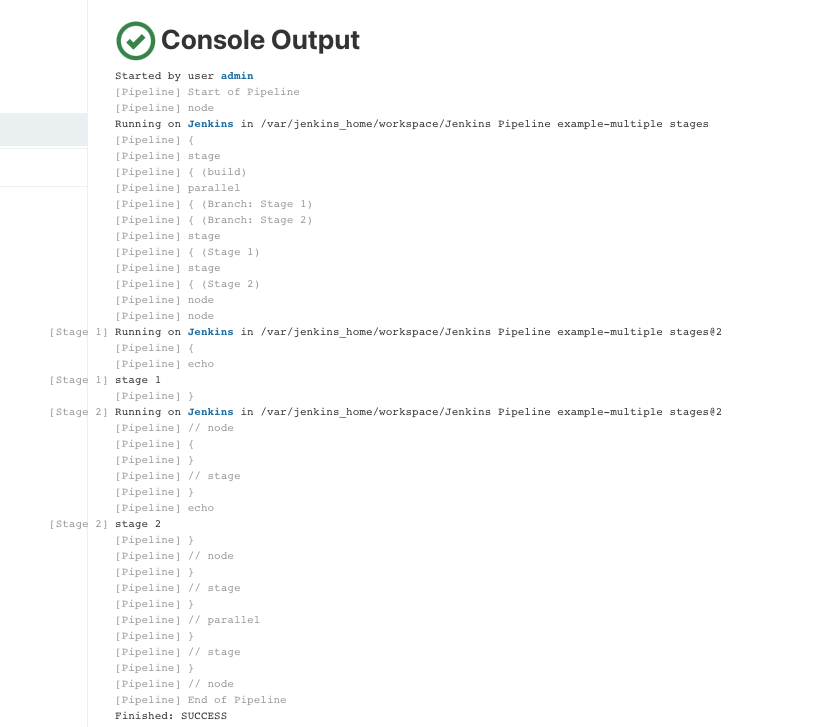 Console Output
Started by user admin
[Pipeline] Start of Pipeline
[Pipeline] node
Running on Jenkins in /var/jenkins_home/workspace/Jenkins Pipeline example-multiple stages
[Pipeline] {
[Pipeline] stage
[Pipeline] { (build)
[Pipeline] parallel
[Pipeline] { (Branch: Stage 1)
[Pipeline] { (Branch: Stage 2)
[Pipeline] stage
[Pipeline] { (Stage 1)
[Pipeline] stage
[Pipeline] { (Stage 2)
[Pipeline] node
[Pipeline] node
[Stage 1] Running on Jenkins in /var/jenkins_home/workspace/Jenkins Pipeline example-multiple stages@2
[Pipeline] {
[Pipeline] echo
[Stage 1] stage 1
[Pipeline] }
[Stage 2] Running on Jenkins in /var/jenkins_home/workspace/Jenkins Pipeline example-multiple stages@2
[Pipeline] // node
[Pipeline] {
[Pipeline] }
[Pipeline] // stage
[Pipeline] }
[Pipeline] echo
[Stage 2] stage 2
[Pipeline] }
[Pipeline] // node
[Pipeline] }
[Pipeline] // stage
[Pipeline] }
[Pipeline] // parallel
[Pipeline] }
[Pipeline] // stage
[Pipeline] }
[Pipeline] // node
[Pipeline] End of Pipeline
Finished: SUCCESS